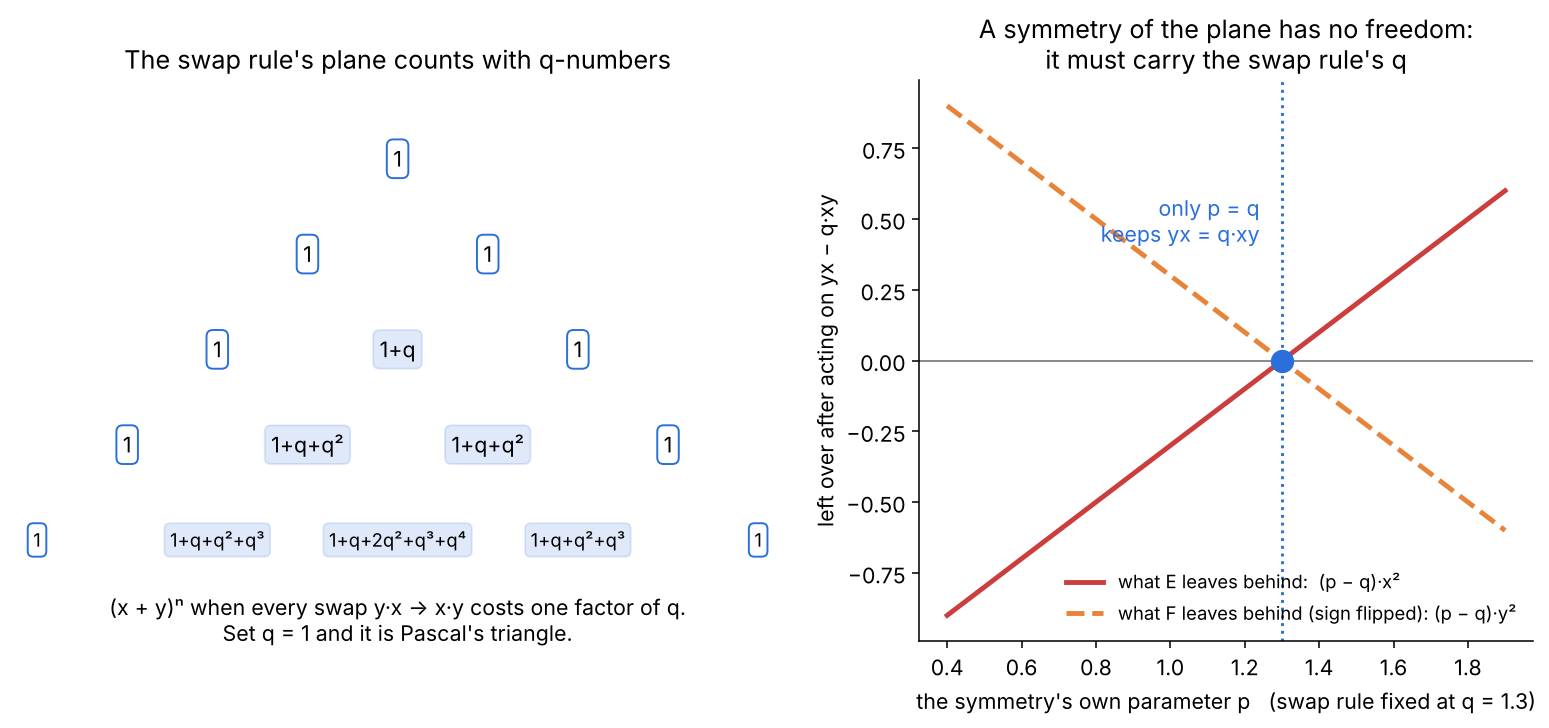 The swap rule's plane counts with q-numbers
1
1 1
1 1+q 1
1 1+q+q² 1+q+q² 1
1 1+q+q²+q³ 1+q+2q²+q³+q⁴ 1+q+q²+q³ 1
(x + y)ⁿ when every swap y·x → x·y costs one factor of q.
Set q = 1 and it is Pascal's triangle.
A symmetry of the plane has no freedom:
it must carry the swap rule's q
left over after acting on yx − q·xy
0.75
0.50
0.25
0.00
−0.25
−0.50
−0.75
only p = q
keeps yx = q·xy
what E leaves behind: (p − q)·x²
what F leaves behind (sign flipped): (p − q)·y²
0.4 0.6 0.8 1.0 1.2 1.4 1.6 1.8
the symmetry's own parameter p (swap rule fixed at q = 1.3)